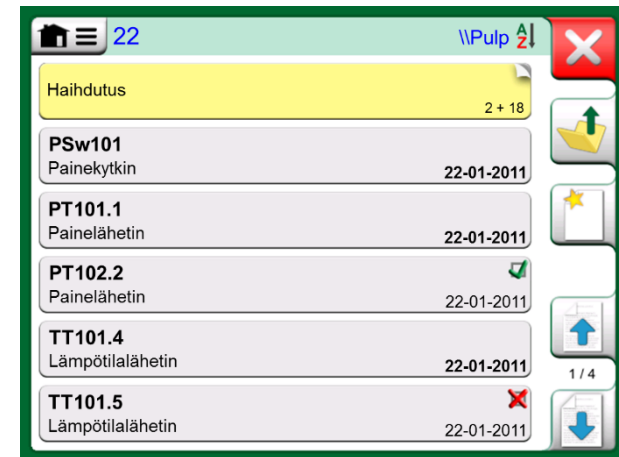 22 \\Pulp AZ
Haihdutus
2 + 18
PSw101
Painekytkin 22-01-2011
PT101.1
Painelähetin 22-01-2011
PT102.2
Painelähetin 22-01-2011
TT101.4
Lämpötilalähetin 22-01-2011
1 / 4
TT101.5
Lämpötilalähetin 22-01-2011